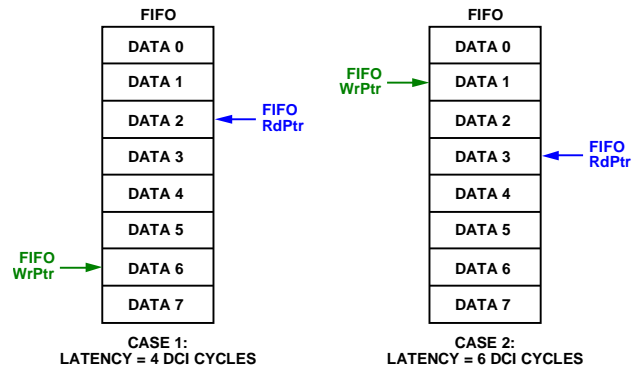 FIFO
DATA 0
DATA 1
DATA 2
DATA 3
DATA 4
DATA 5
DATA 6
DATA 7
FIFO
RdPtr
FIFO
WrPtr
CASE 1:
LATENCY = 4 DCI CYCLES
FIFO
DATA 0
DATA 1
DATA 2
DATA 3
DATA 4
DATA 5
DATA 6
DATA 7
FIFO
WrPtr
FIFO
RdPtr
CASE 2:
LATENCY = 6 DCI CYCLES